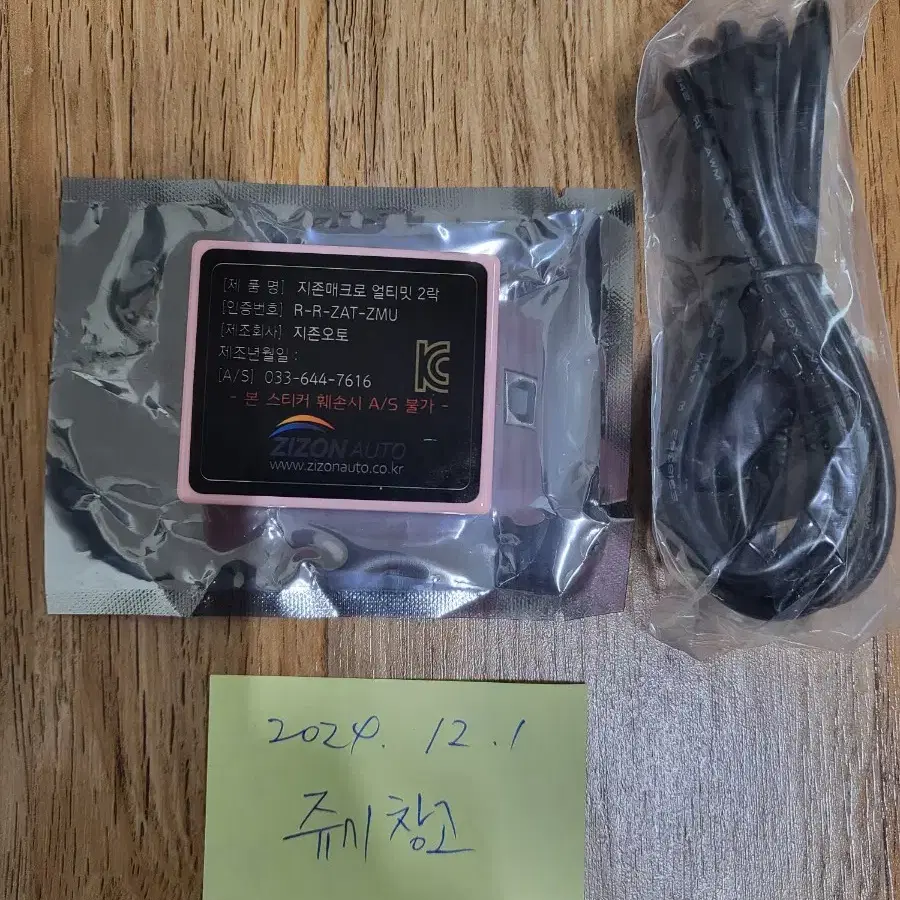 [제 품 명] 지존매크로 얼티밋 2락
[인증번호] R-R-ZAT-ZMU
[제조회사] 지존오토
제조년월일 :
[A/S] 033-644-7616
- 본 스티커 훼손시 A/S 불가 -
ZIZON AUTO
www.zizonauto.co.kr
2024. 12. 1
쥬시창고